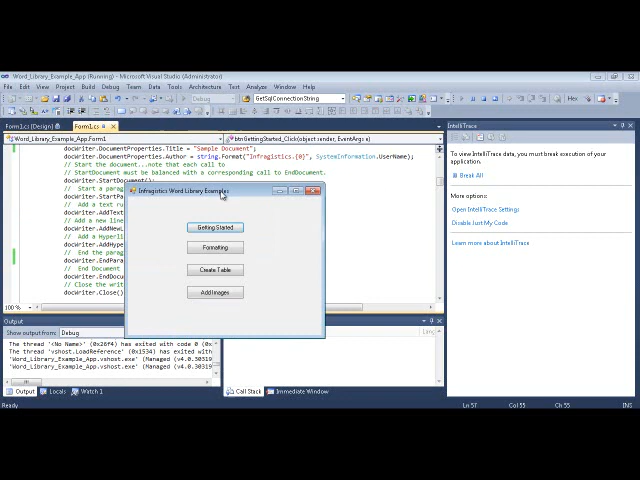 Word_Library_Example_App (Running) - Microsoft Visual Studio (Administrator)
File Edit View Refactor Project Build Debug Team Data Tools Architecture Test Analyze Window Help
Debug GetSqlConnectionString Hex
Form1.cs [Design] Form1.cs
Word_Library_Example_App.Form1 btnGettingStarted_Click(object sender, EventArgs e)
docWriter.DocumentProperties.Title = "Sample Document";
docWriter.DocumentProperties.Author = string.Format("Infragistics.{0}", SystemInformation.UserName);
// Start the document...note that each call to
// StartDocument must be balanced with a corresponding call to EndDocument.
docWriter.StartDocument();
// Start a para
docWriter.StartPar
// Add a text ru
docWriter.AddText
// Add a new lin
docWriter.AddNewL
docWriter.AddHype
// End the parag
docWriter.EndPara
// End Document
docWriter.EndDocu
// Close the writ
docWriter.Close()
100 %
Infragistics Word Library Examples
Getting Started
Formatting
Create Table
Add Images
IntelliTrace
To view IntelliTrace data, you must break execution of your
application.
Break All
More options:
Open IntelliTrace Settings
Disable Just My Code
Learn more about IntelliTrace
Output
Show output from: Debug
The thread '<No Name>' (0x26f4) has exited with code 0 (0x
'vshost.LoadReference' (0x1534) has exited with
'Word_Library_Example_App.vshost.exe' (Managed (v4.0.30319
'Word_Library_Example_App.vshost.exe' (Managed (v4.0.30319
Lang
Output Locals Watch 1 Call Stack Immediate Window
Ready Ln 57 Col 55 Ch 55 INS